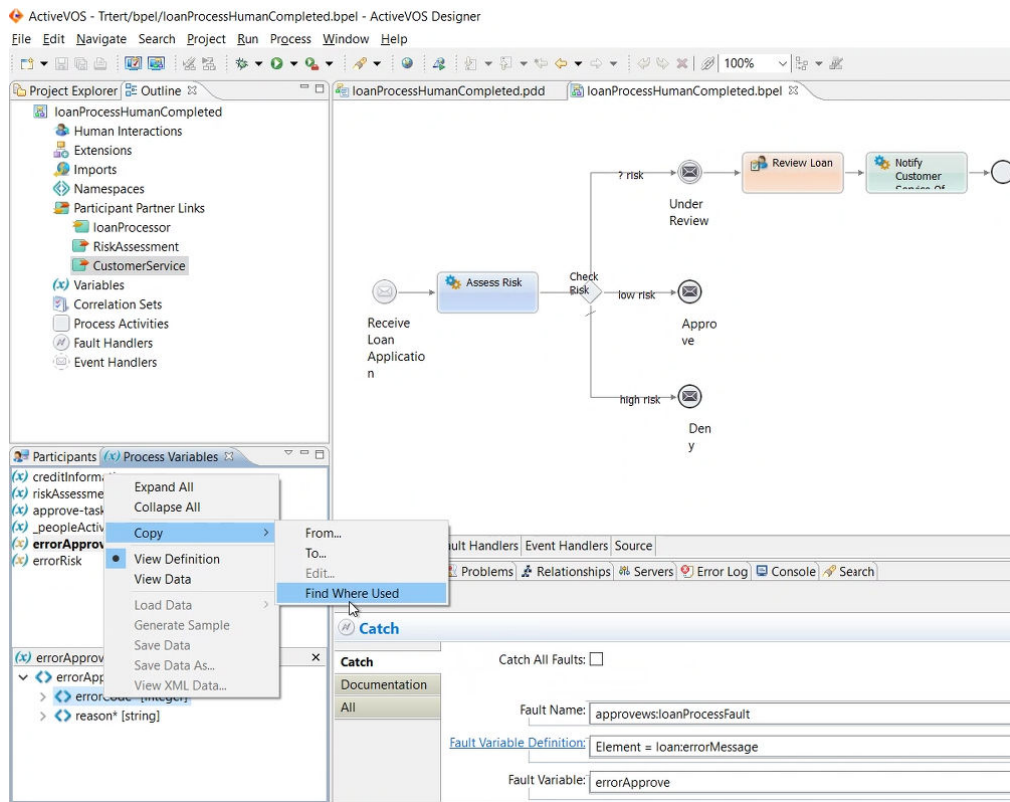 ActiveVOS - Trtert/bpel/loanProcessHumanCompleted.bpel - ActiveVOS Designer
File Edit Navigate Search Project Run Process Window Help
100%
Project Explorer Outline
loanProcessHumanCompleted
Human Interactions
Extensions
Imports
Namespaces
Participant Partner Links
loanProcessor
RiskAssessment
CustomerService
(x) Variables
Correlation Sets
Process Activities
Fault Handlers
Event Handlers
loanProcessHumanCompleted.pdd loanProcessHumanCompleted.bpel
? risk
Under
Review
Review Loan
Notify
Customer
Service Of
Receive
Loan
Applicatio
n
Assess Risk
Check
Risk
low risk
Appro
ve
high risk
Den
y
Participants (x) Process Variables
(x) creditInformati
(x) riskAssessme
(x) approve-task
(x) _peopleActiv
(x) errorApprov
(x) errorRisk
Expand All
Collapse All
Copy
View Definition
View Data
Load Data
Generate Sample
Save Data
Save Data As...
View XML Data...
From...
To...
Edit...
Find Where Used
(x) errorApprov
errorApp
errorCode* [integer]
reason* [string]
ult Handlers Event Handlers Source
Problems Relationships Servers Error Log Console Search
Catch
Catch
Documentation
All
Catch All Faults:
Fault Name: approvews:loanProcessFault
Fault Variable Definition: Element = loan:errorMessage
Fault Variable: errorApprove